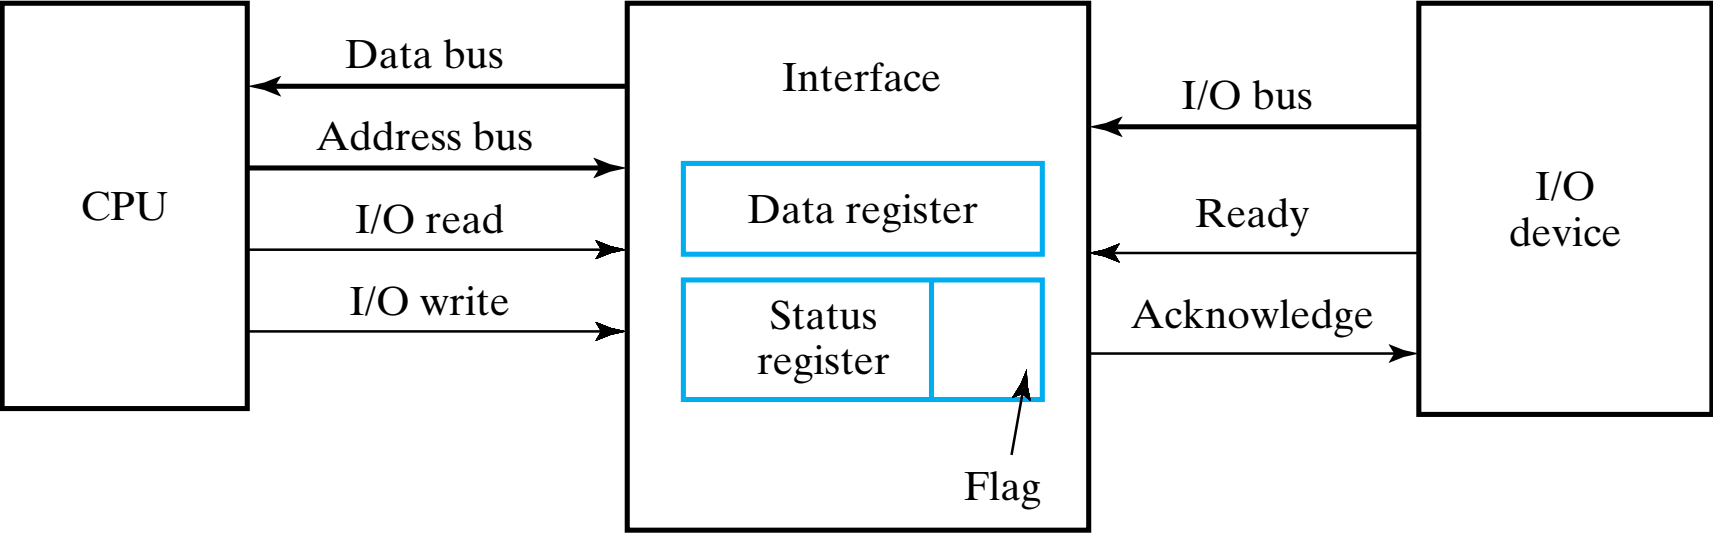 CPU
Data bus
Address bus
I/O read
I/O write
Interface
Data register
Status
register
Flag
I/O bus
Ready
Acknowledge
I/O
device